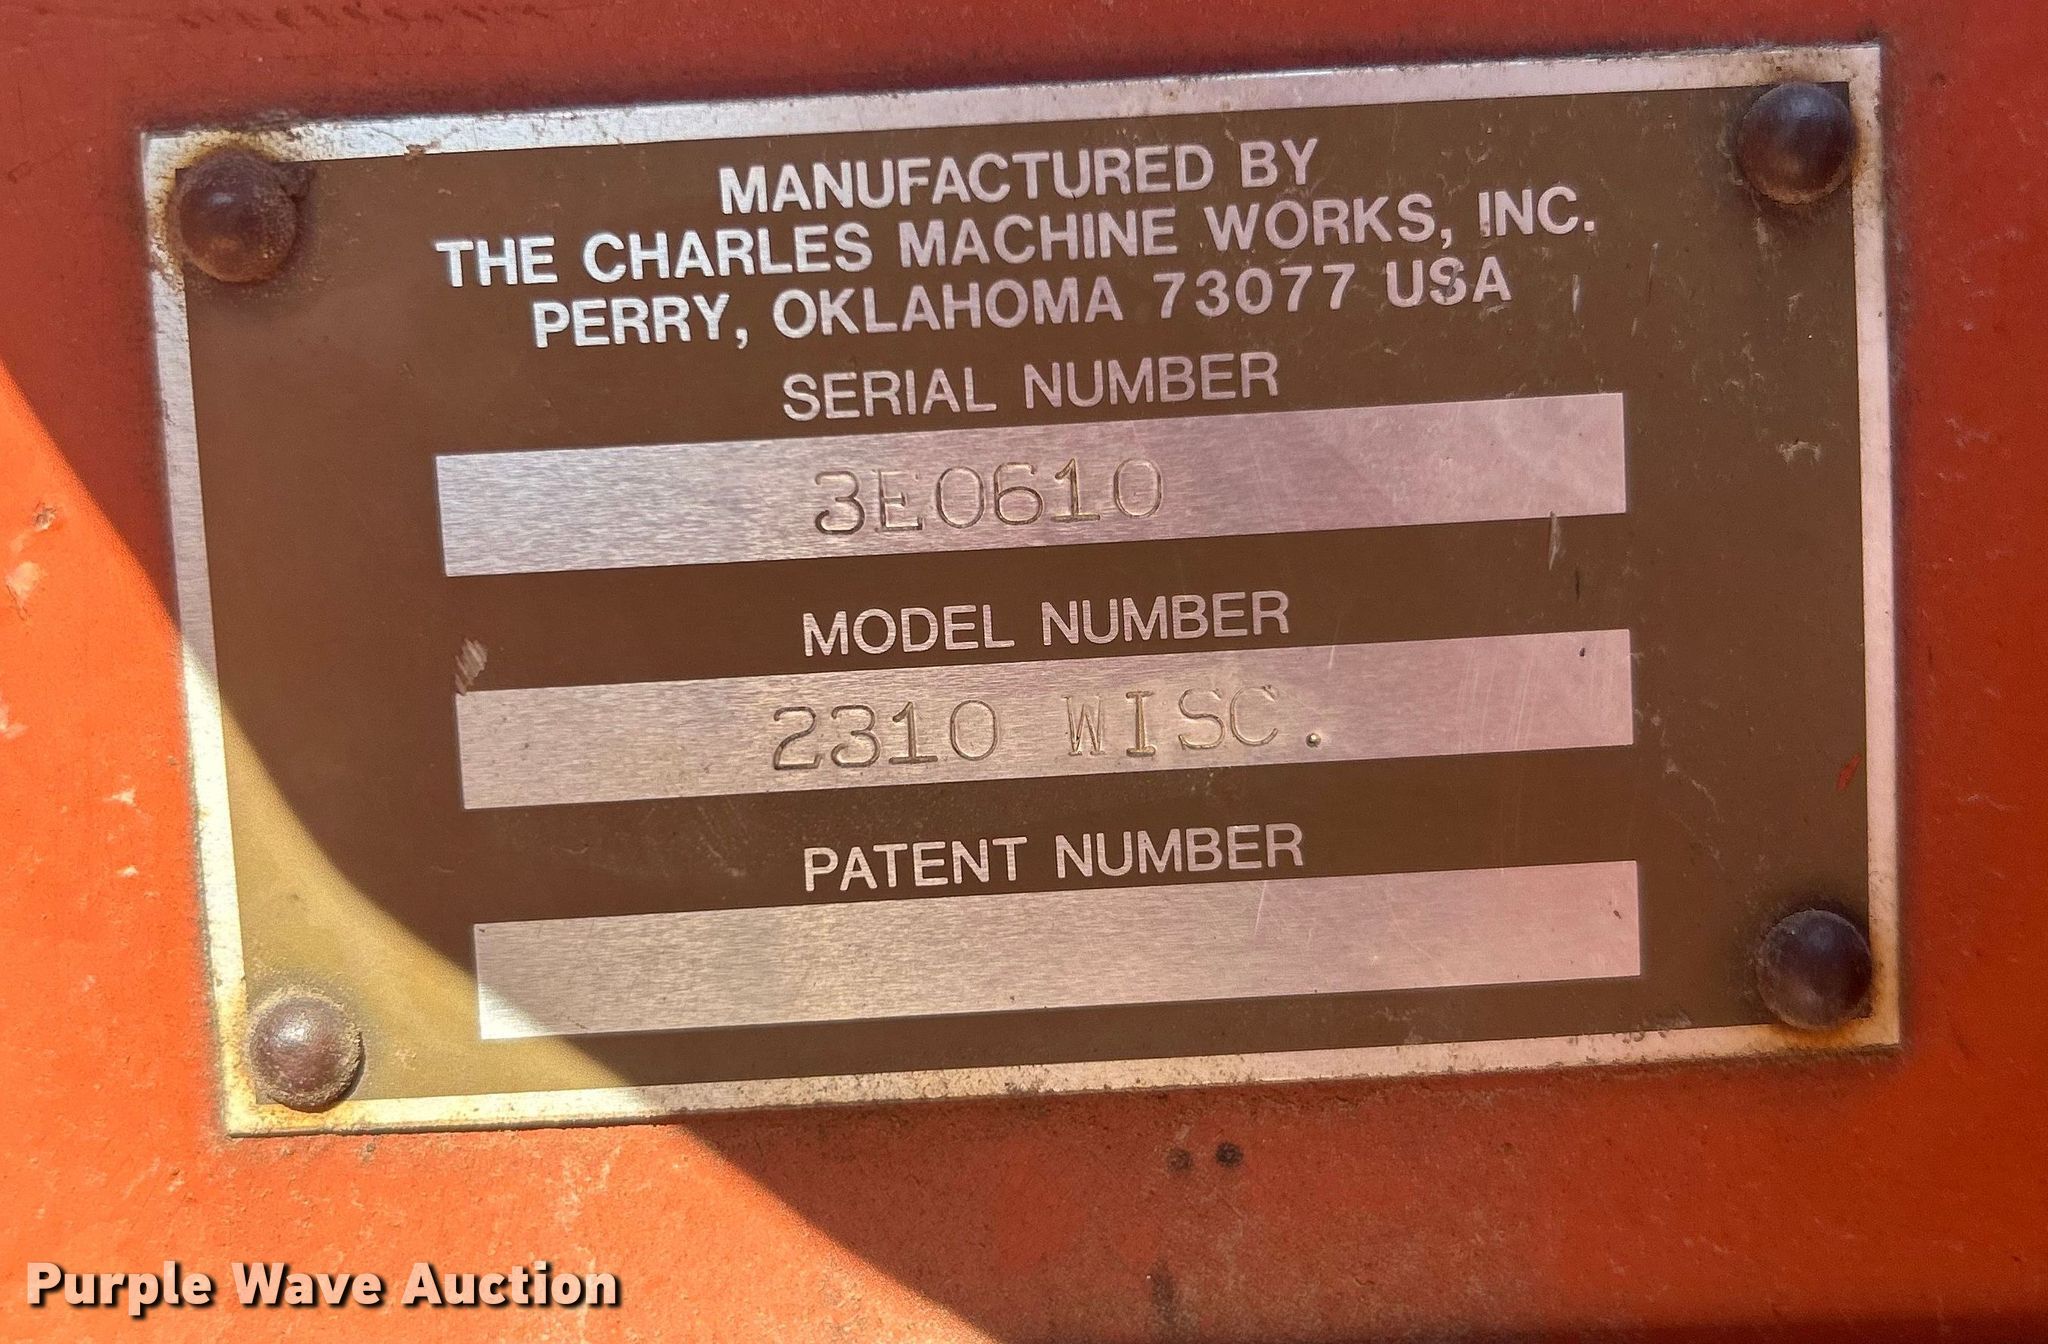 MANUFACTURED BY
THE CHARLES MACHINE WORKS, INC.
PERRY, OKLAHOMA 73077 USA
SERIAL NUMBER
3E0610
MODEL NUMBER
2310 WISC.
PATENT NUMBER
Purple Wave Auction